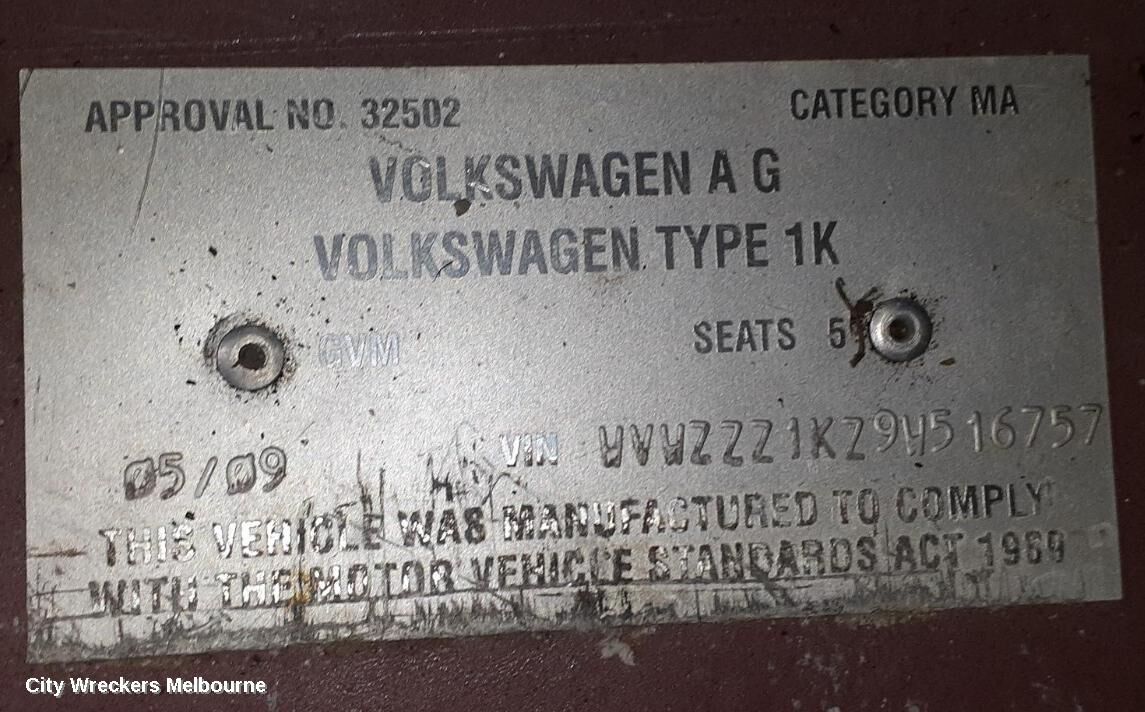 APPROVAL NO. 32502 CATEGORY MA
VOLKSWAGEN A G
VOLKSWAGEN TYPE 1K
GVM SEATS 5
05/09 VIN WVWZZZ1KZ9W516757
THIS VEHICLE WAS MANUFACTURED TO COMPLY
WITH THE MOTOR VEHICLE STANDARDS ACT 1989
City Wreckers Melbourne